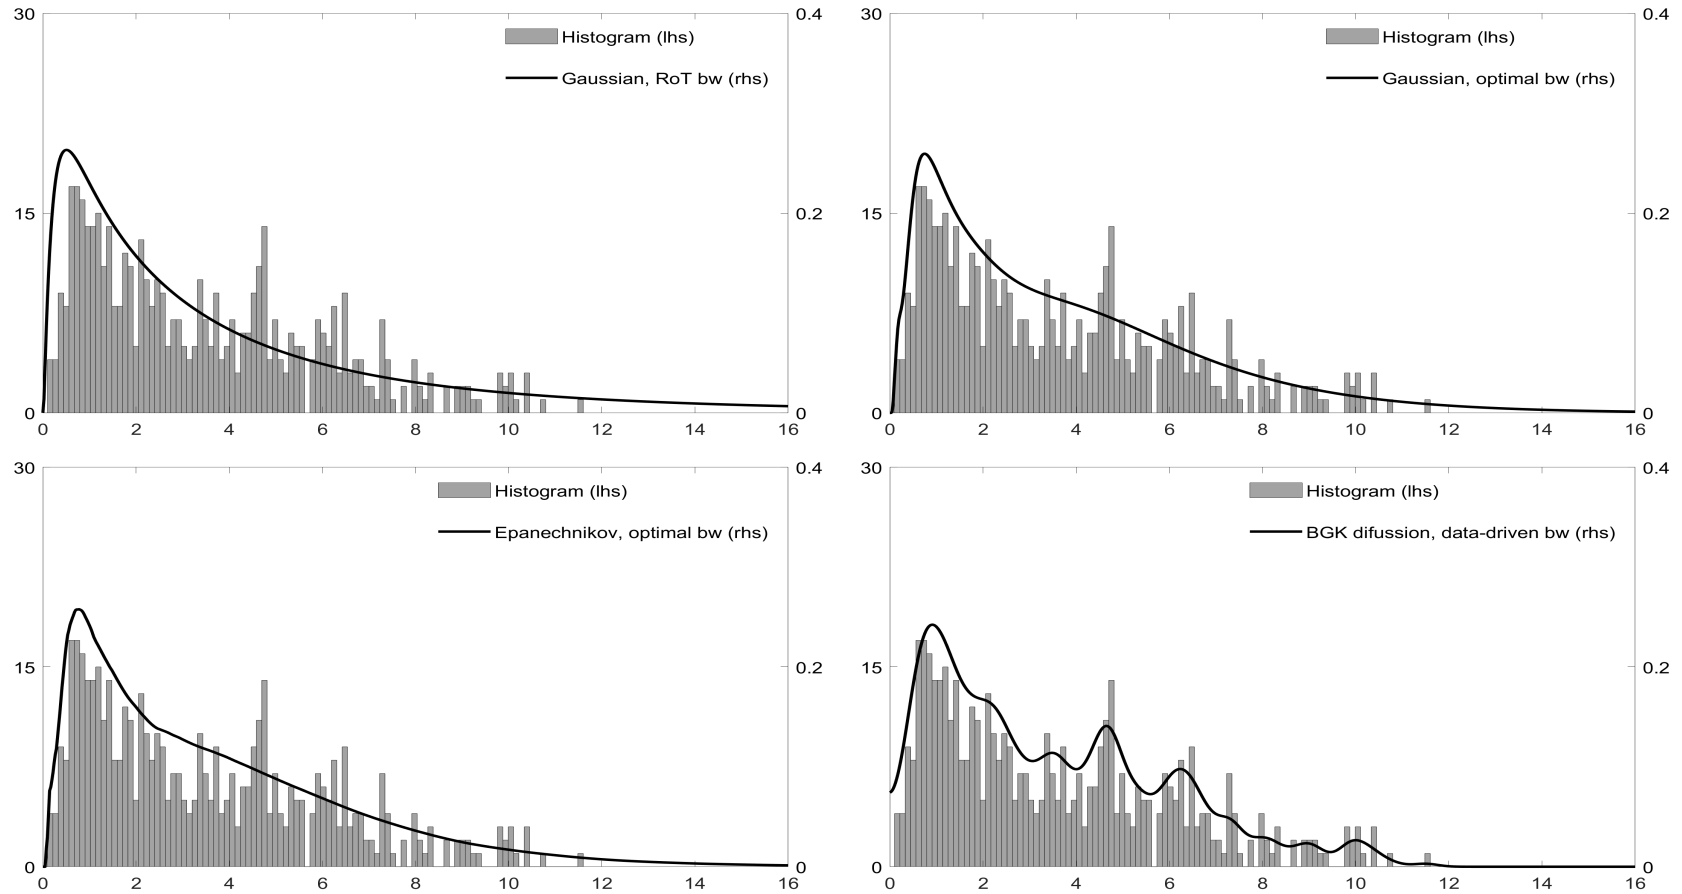 30
0.4
Histogram (lhs)
Gaussian, RoT bw (rhs)
15
0.2
0
0
0 2 4 6 8 10 12 14 16
30
0.4
Histogram (lhs)
Gaussian, optimal bw (rhs)
15
0.2
0
0
0 2 4 6 8 10 12 14 16
30
0.4
Histogram (lhs)
Epanechnikov, optimal bw (rhs)
15
0.2
0
0
0 2 4 6 8 10 12 14 16
30
0.4
Histogram (lhs)
BGK difussion, data-driven bw (rhs)
15
0.2
0
0
0 2 4 6 8 10 12 14 16